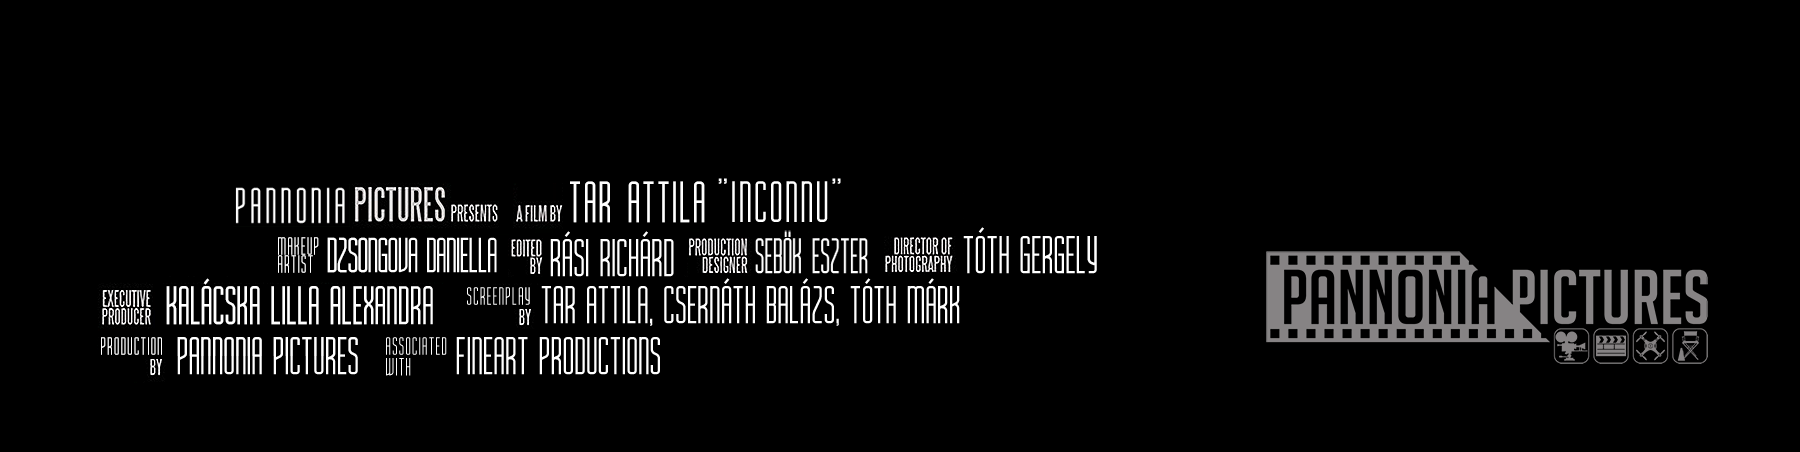 PANNONIA PICTURES PRESENTS A FILM BY TAR ATTILA "INCONNU"
MAKEUP ARTIST DZSONGOVA DANIELLA EDITED BY RÁSI RICHÁRD PRODUCTION DESIGNER SEBŐK ESZTER DIRECTOR OF PHOTOGRAPHY TÓTH GERGELY
EXECUTIVE PRODUCER KALÁCSKA LILLA ALEXANDRA SCREENPLAY BY TAR ATTILA, CSERNÁTH BALÁZS, TÓTH MÁRK
PRODUCTION BY PANNONIA PICTURES ASSOCIATED WITH FINEART PRODUCTIONS
PANNONIA PICTURES